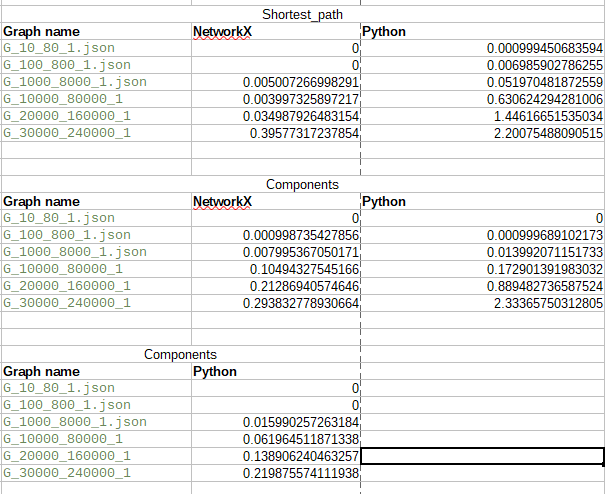 Shortest_path
Graph name NetworkX Python
G_10_80_1.json 0 0.000999450683594
G_100_800_1.json 0 0.006985902786255
G_1000_8000_1.json 0.005007266998291 0.051970481872559
G_10000_80000_1 0.003997325897217 0.630624294281006
G_20000_160000_1 0.034987926483154 1.44616651535034
G_30000_240000_1 0.39577317237854 2.20075488090515
Components
Graph name NetworkX Python
G_10_80_1.json 0 0
G_100_800_1.json 0.000998735427856 0.000999689102173
G_1000_8000_1.json 0.007995367050171 0.013992071151733
G_10000_80000_1 0.10494327545166 0.172901391983032
G_20000_160000_1 0.21286940574646 0.889482736587524
G_30000_240000_1 0.293832778930664 2.33365750312805
Components
Graph name Python
G_10_80_1.json 0
G_100_800_1.json 0
G_1000_8000_1.json 0.015990257263184
G_10000_80000_1 0.061964511871338
G_20000_160000_1 0.138906240463257
G_30000_240000_1 0.219875574111938